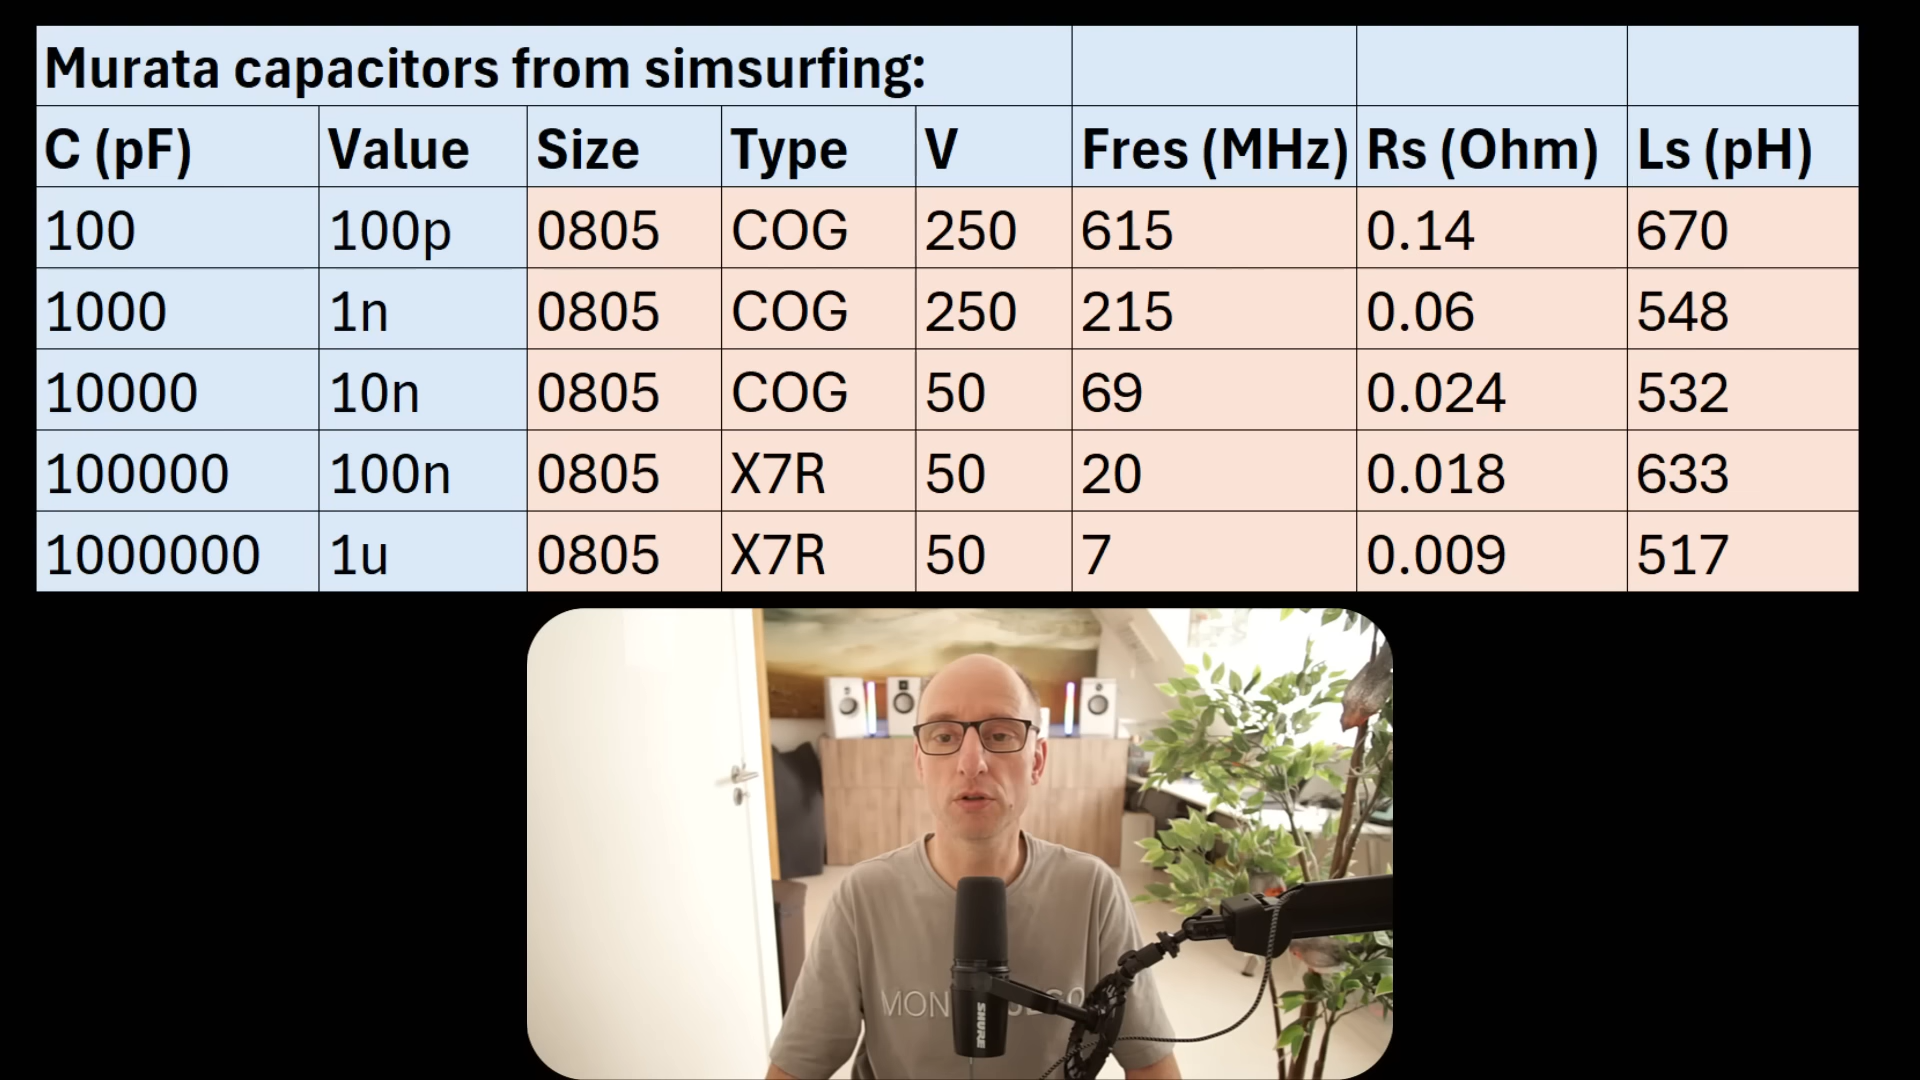 Murata capacitors from simsurfing:
C (pF) Value Size Type V Fres (MHz) Rs (Ohm) Ls (pH)
100 100p 0805 COG 250 615 0.14 670
1000 1n 0805 COG 250 215 0.06 548
10000 10n 0805 COG 50 69 0.024 532
100000 100n 0805 X7R 50 20 0.018 633
1000000 1u 0805 X7R 50 7 0.009 517
SHURE